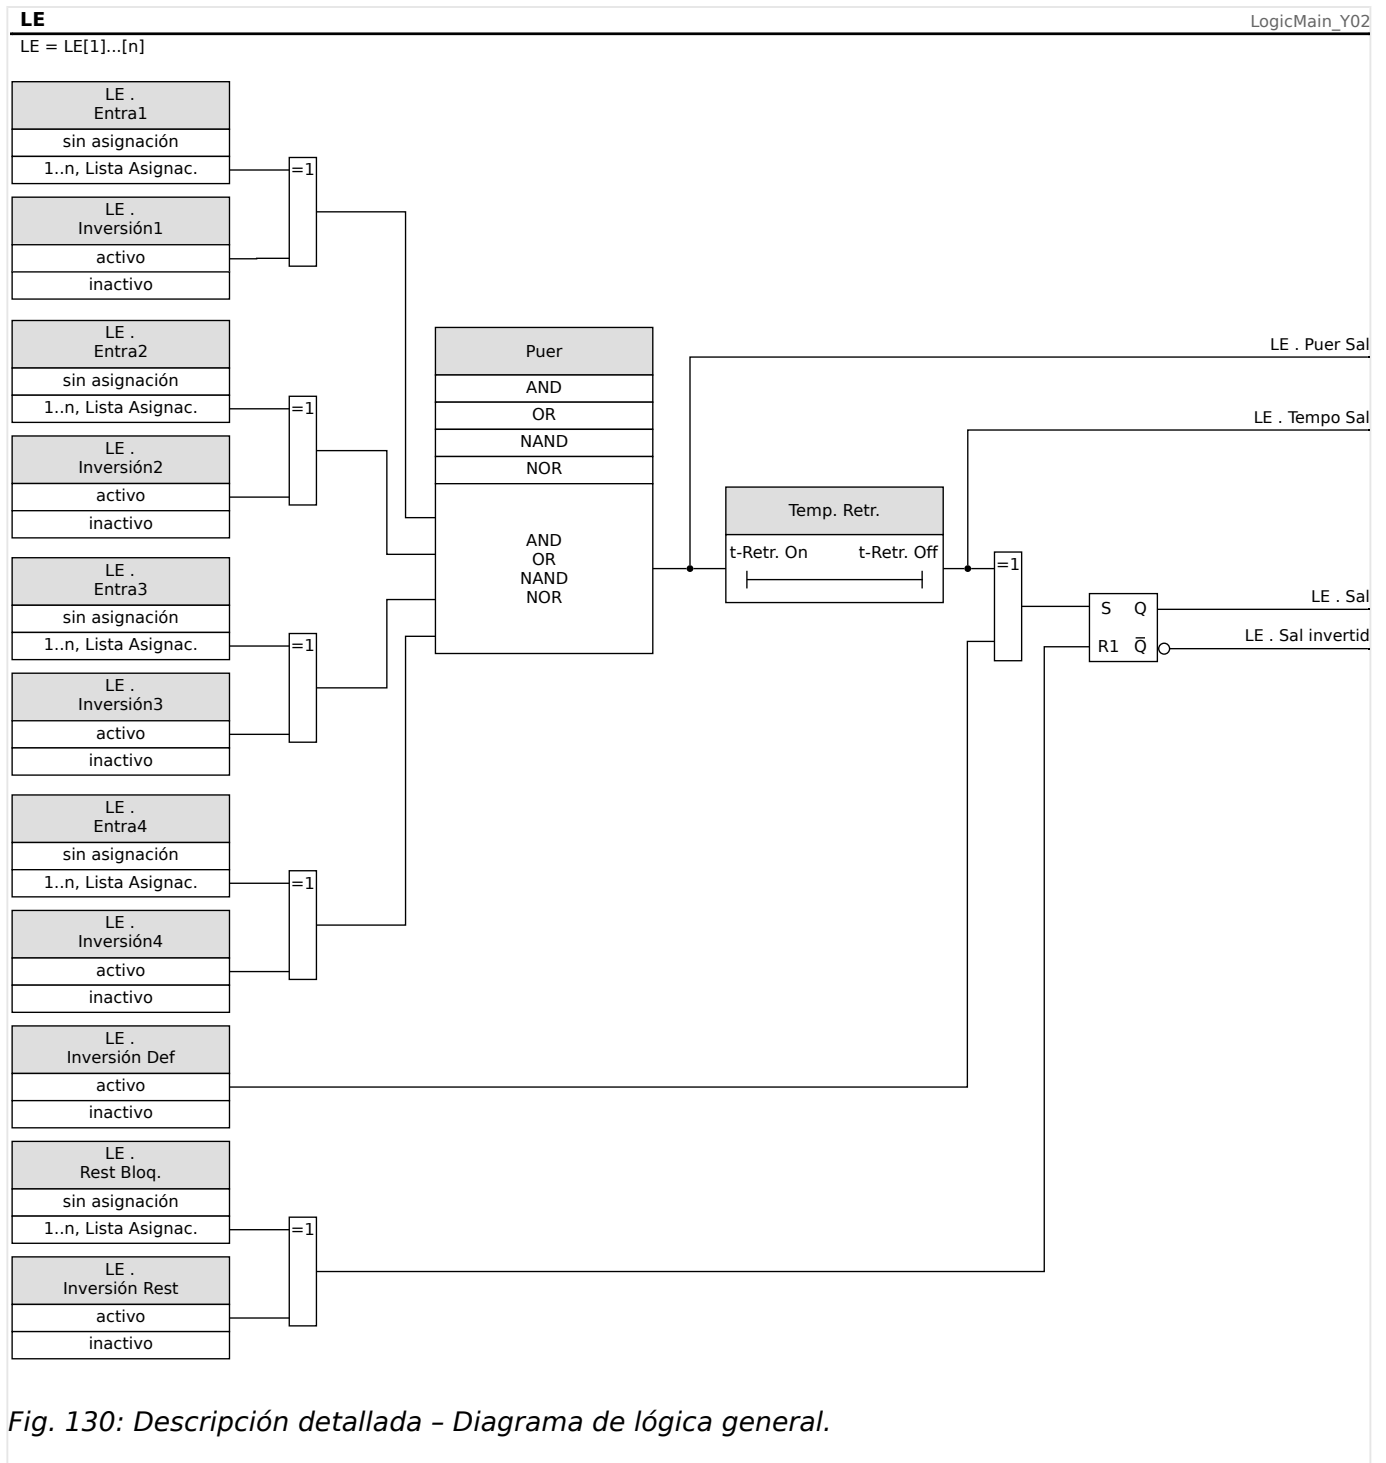 LE
LogicMain_Y02
LE = LE[1]...[n]
LE .
Entra1
sin asignación
1..n, Lista Asignac.
=1
LE .
Inversión1
activo
inactivo
LE .
Entra2
sin asignación
1..n, Lista Asignac.
=1
LE .
Inversión2
activo
inactivo
LE .
Entra3
sin asignación
1..n, Lista Asignac.
=1
LE .
Inversión3
activo
inactivo
LE .
Entra4
sin asignación
1..n, Lista Asignac.
=1
LE .
Inversión4
activo
inactivo
LE .
Inversión Def
activo
inactivo
LE .
Rest Bloq.
sin asignación
1..n, Lista Asignac.
=1
LE .
Inversión Rest
activo
inactivo
Puer
AND
OR
NAND
NOR
AND
OR
NAND
NOR
Temp. Retr.
t-Retr. On t-Retr. Off
=1
S Q
R1 Q̅
LE . Puer Sal
LE . Tempo Sal
LE . Sal
LE . Sal invertid
Fig. 130: Descripción detallada – Diagrama de lógica general.